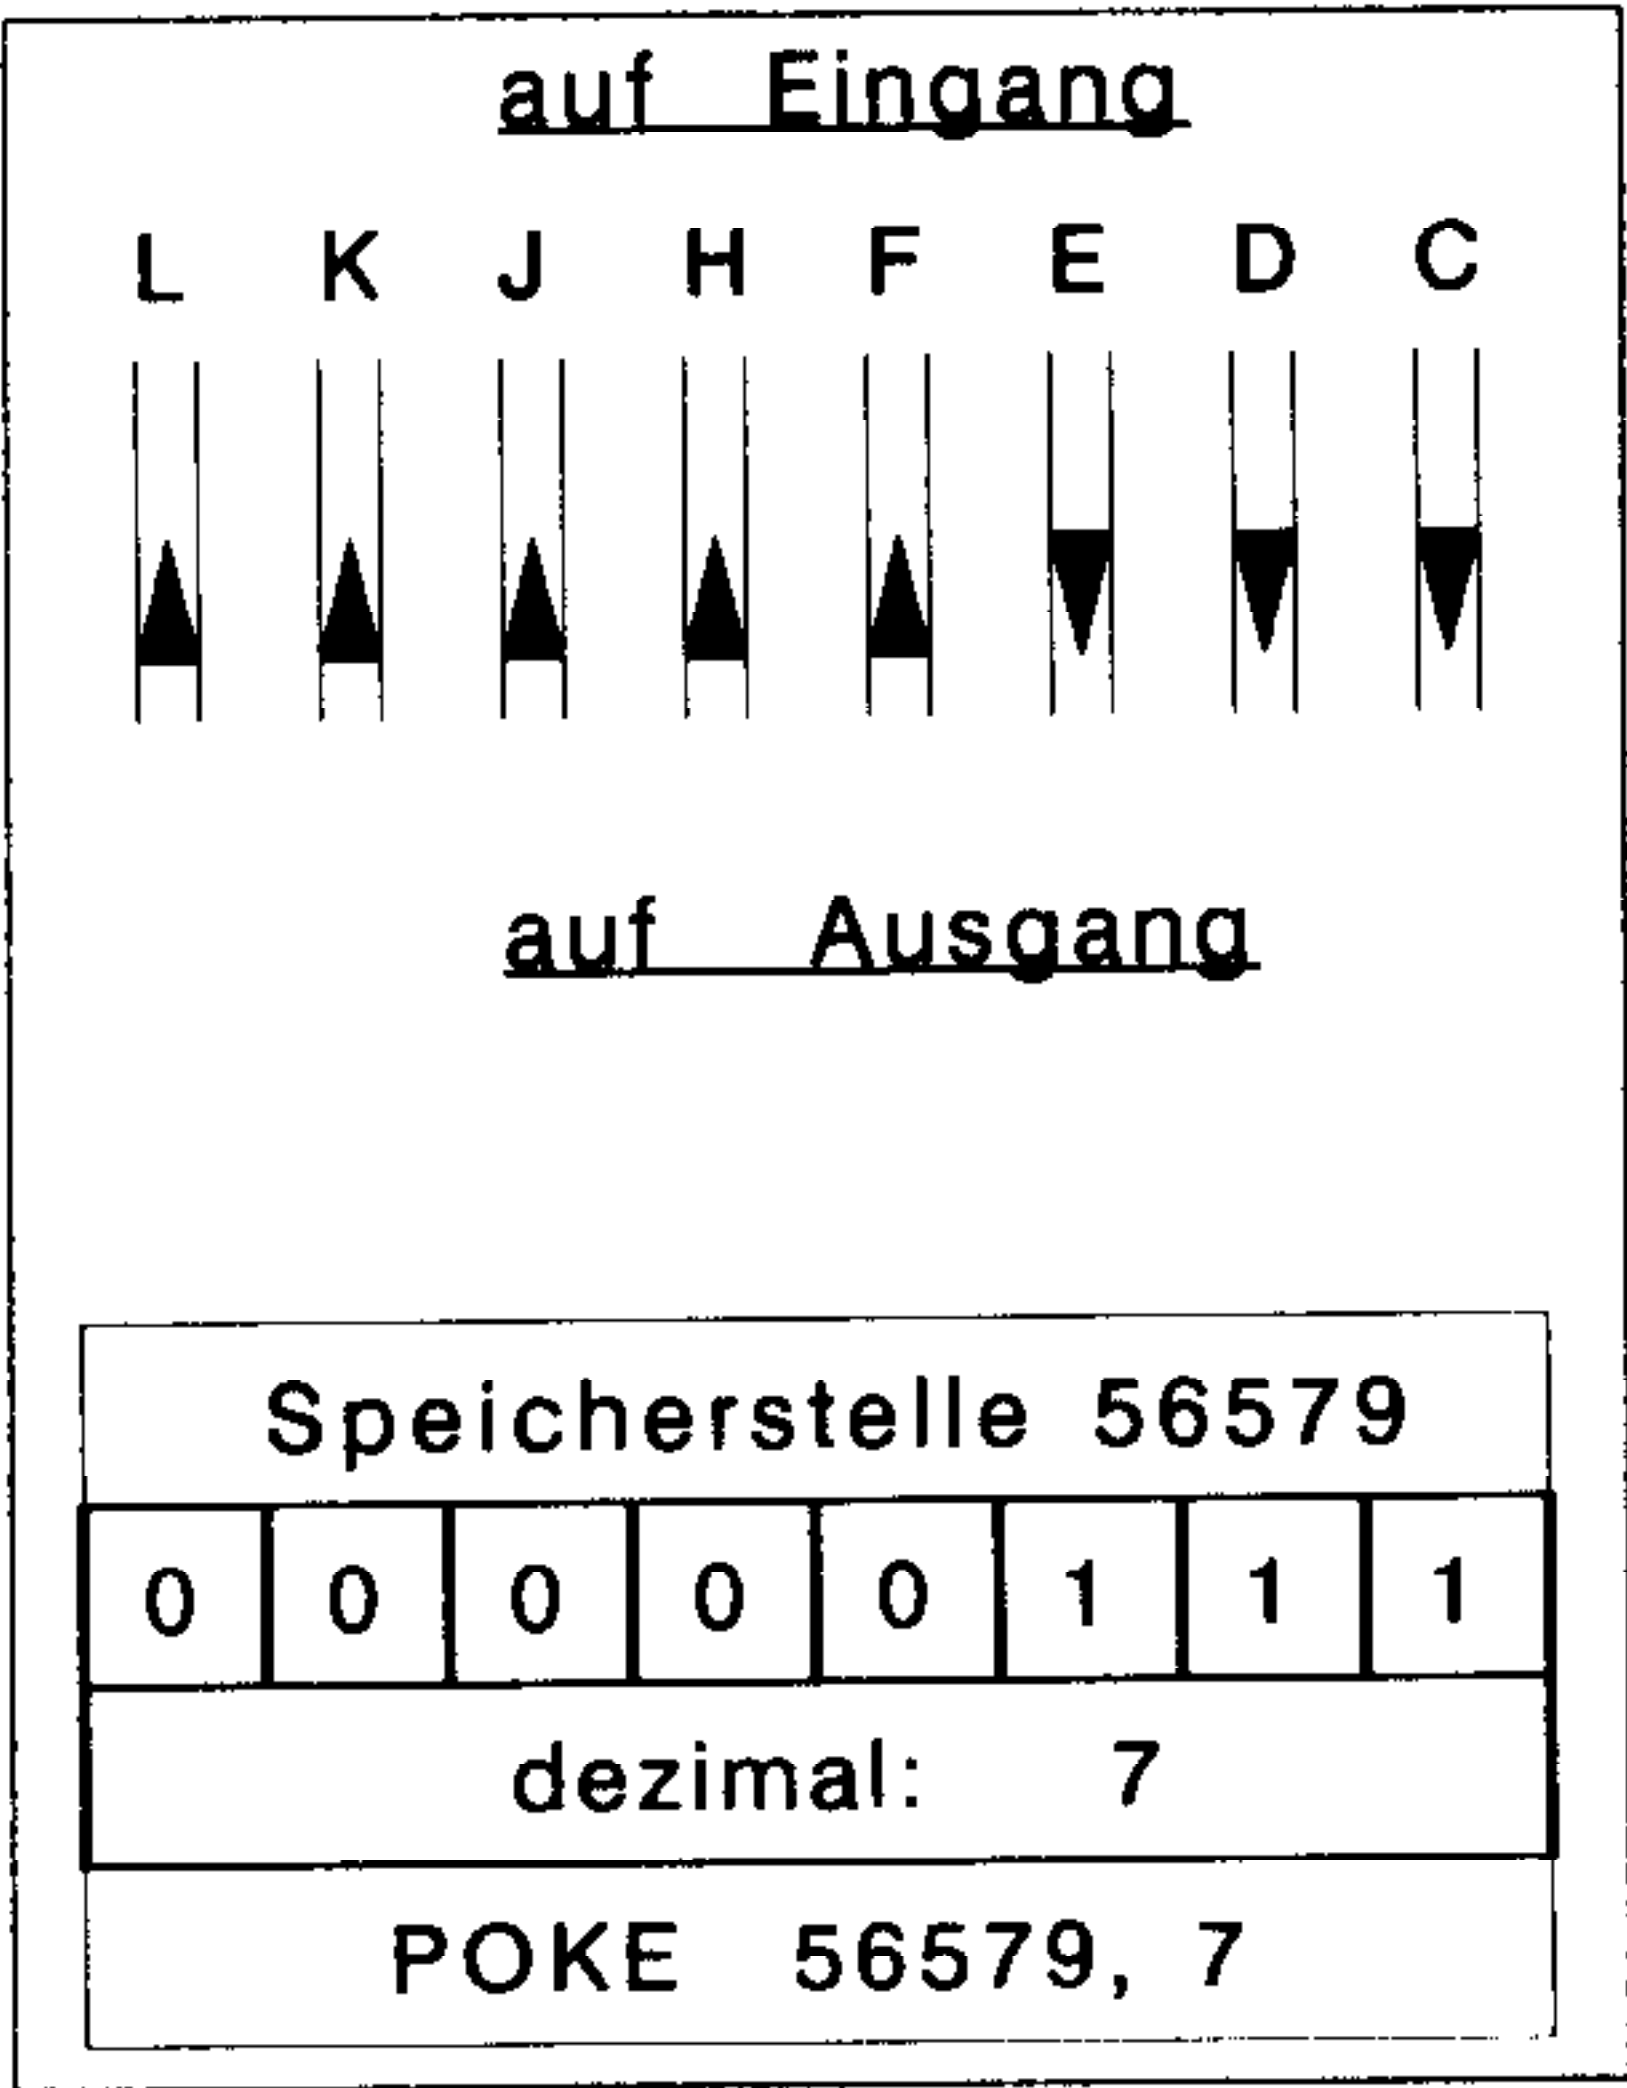 auf Eingang
L K J H F E D C
auf Ausgang
Speicherstelle 56579
0 0 0 0 0 1 1 1
dezimal: 7
POKE 56579, 7